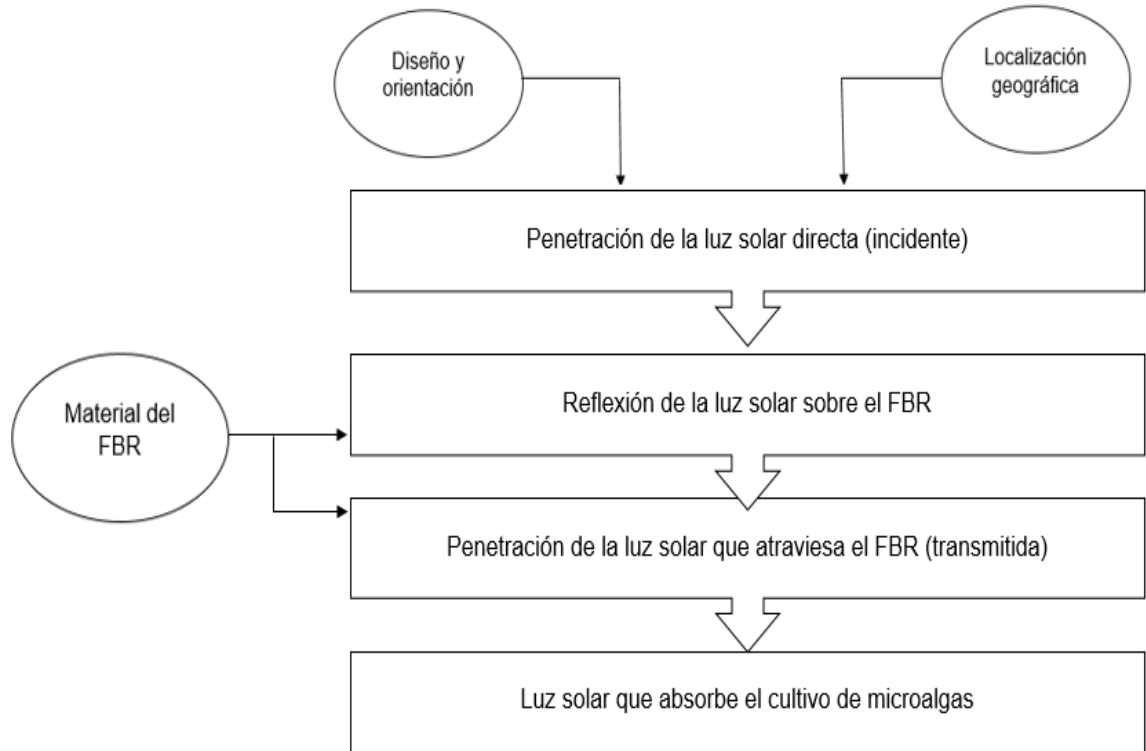 Diseño y
orientación
Localización
geográfica
Penetración de la luz solar directa (incidente)
Reflexión de la luz solar sobre el FBR
Material del
FBR
Penetración de la luz solar que atraviesa el FBR (transmitida)
Luz solar que absorbe el cultivo de microalgas